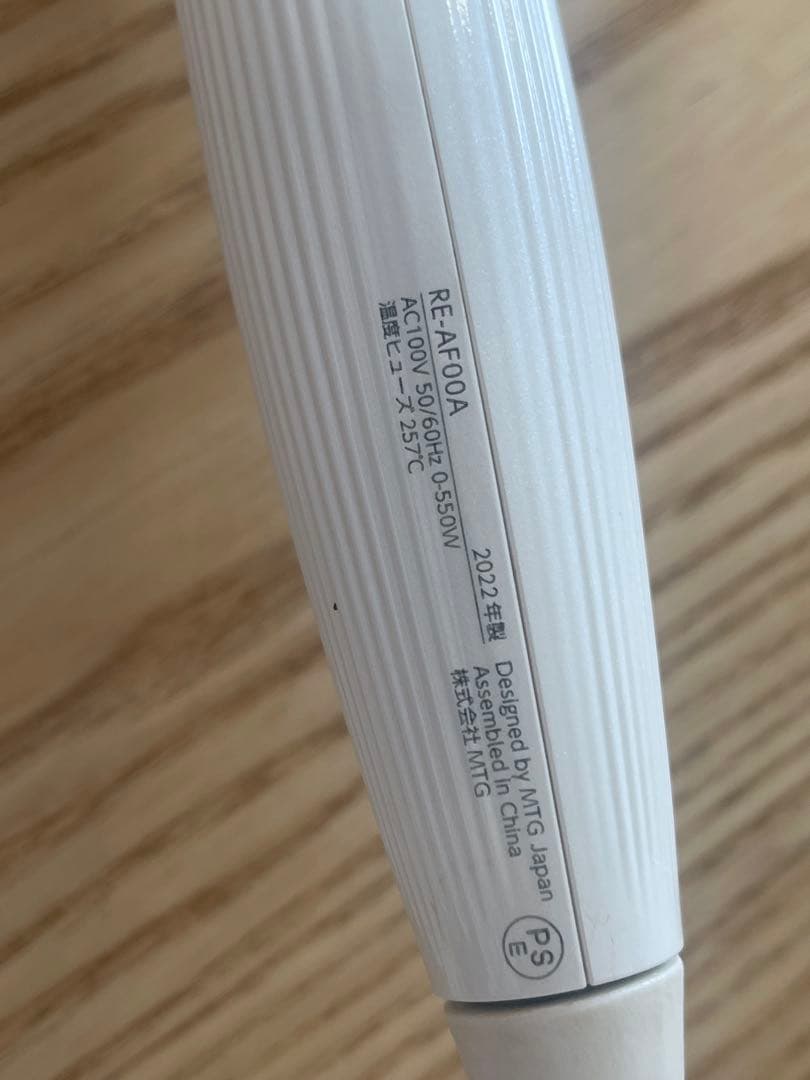 RE-AF00A
2022年製
AC100V 50/60Hz 0-550W
温度ヒューズ 257℃
Designed by MTG Japan
Assembled in China
株式会社 MTG
PS
E